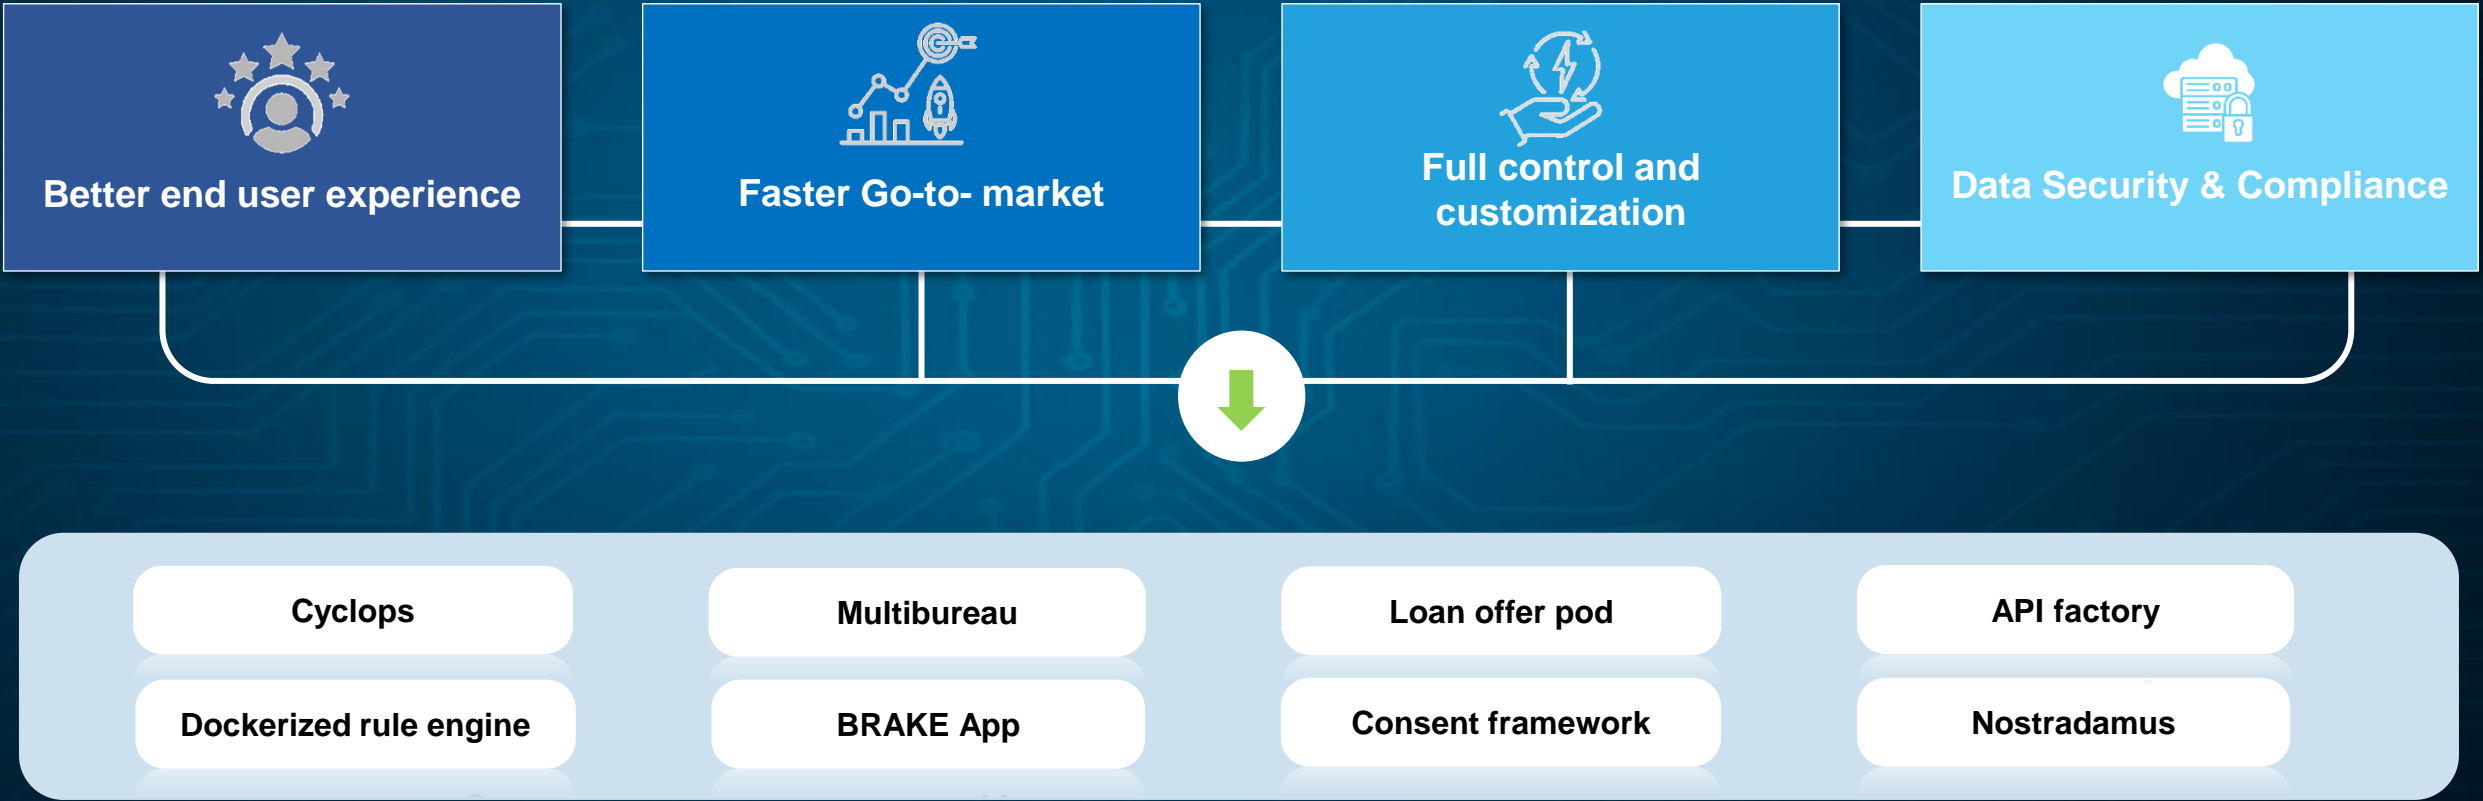 Better end user experience
Faster Go-to- market
Full control and
customization
Data Security & Compliance
Cyclops
Multibureau
Loan offer pod
API factory
Dockerized rule engine
BRAKE App
Consent framework
Nostradamus